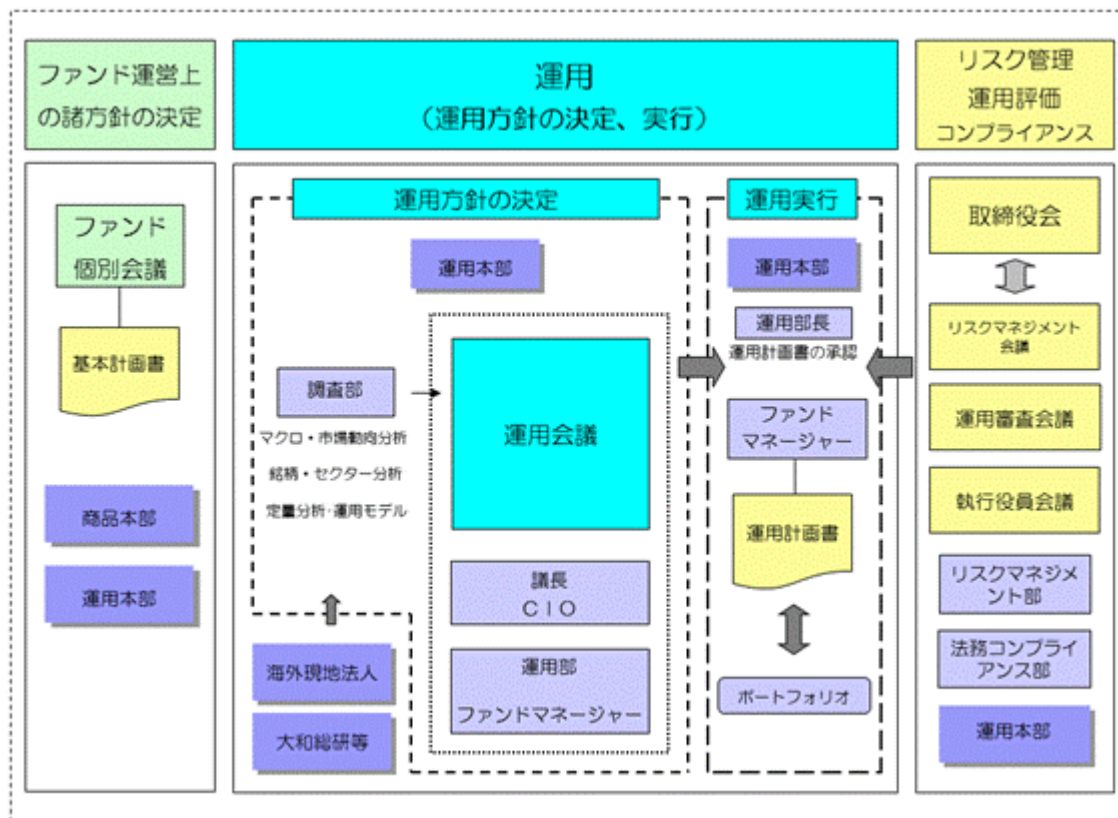 ファンド運営上
の諸方針の決定
運用
（運用方針の決定、実行）
リスク管理
運用評価
コンプライアンス
ファンド
個別会議
基本計画書
商品本部
運用本部
運用方針の決定
運用本部
調査部
マクロ・市場動向分析
銘柄・セクター分析
定量分析･運用モデル
海外現地法人
大和総研等
運用会議
議長
ＣＩＯ
運用部
ファンドマネージャー
運用実行
運用本部
運用部長
運用計画書の承認
ファンド
マネージャー
運用計画書
ポートフォリオ
取締役会
リスクマネジメント
会議
運用審査会議
執行役員会議
リスクマネジメ
ント部
法務コンプライ
アンス部
運用本部